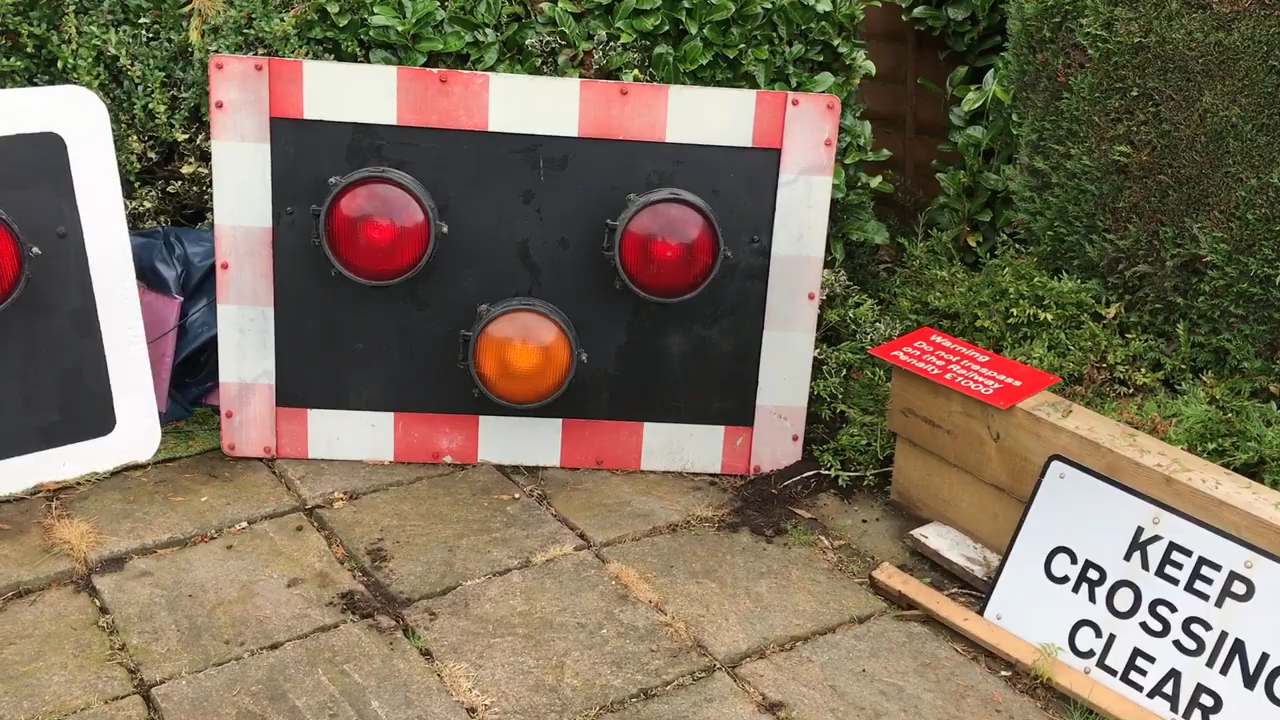 Warning
Do not trespass
on the Railway
Penalty £1000
KEEP
CROSSING
CLEAR